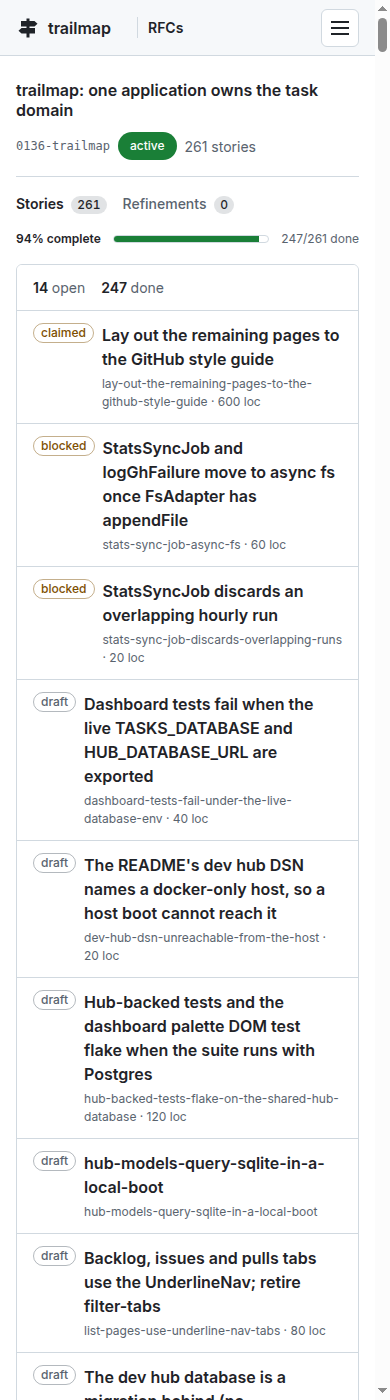 trailmap RFCs
trailmap: one application owns the task
domain
0136-trailmap active 261 stories
Stories 261 Refinements 0
94% complete 247/261 done
14 open 247 done
claimed Lay out the remaining pages to
the GitHub style guide
lay-out-the-remaining-pages-to-the-
github-style-guide · 600 loc
blocked StatsSyncJob and
logGhFailure move to async fs
once FsAdapter has
appendFile
stats-sync-job-async-fs · 60 loc
blocked StatsSyncJob discards an
overlapping hourly run
stats-sync-job-discards-overlapping-runs
· 20 loc
draft Dashboard tests fail when the
live TASKS_DATABASE and
HUB_DATABASE_URL are
exported
dashboard-tests-fail-under-the-live-
database-env · 40 loc
draft The README's dev hub DSN
names a docker-only host, so a
host boot cannot reach it
dev-hub-dsn-unreachable-from-the-host ·
20 loc
draft Hub-backed tests and the
dashboard palette DOM test
flake when the suite runs with
Postgres
hub-backed-tests-flake-on-the-shared-hub-
database · 120 loc
draft hub-models-query-sqlite-in-a-
local-boot
hub-models-query-sqlite-in-a-local-boot
draft Backlog, issues and pulls tabs
use the UnderlineNav; retire
filter-tabs
list-pages-use-underline-nav-tabs · 80 loc
draft The dev hub database is a
migration behind (no